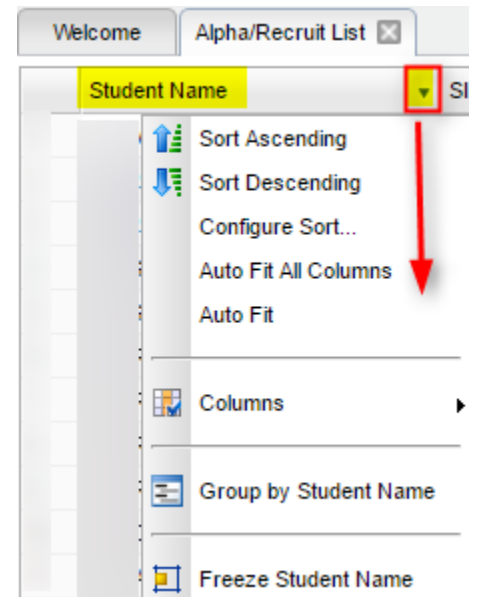 Welcome
Alpha/Recruit List
Student Name
Sort Ascending
Sort Descending
Configure Sort...
Auto Fit All Columns
Auto Fit
Columns
Group by Student Name
Freeze Student Name